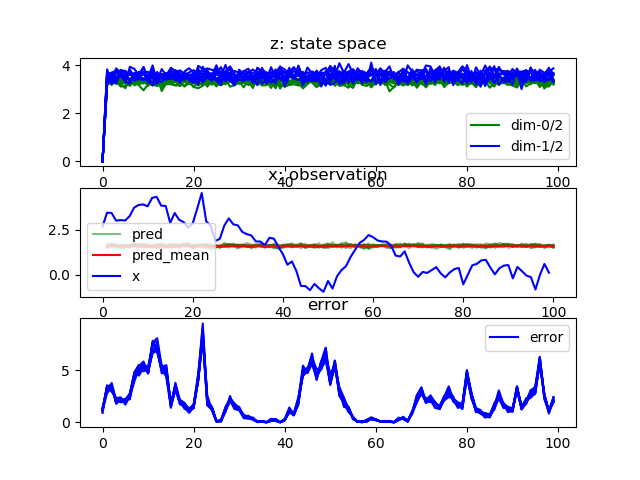 z: state space
4
2
0
dim-0/2
dim-1/2
0 20 40 60 80 100
x: observation
2.5
0.0
pred
pred_mean
x
0 20 40 60 80 100
error
5
0
error
0 20 40 60 80 100